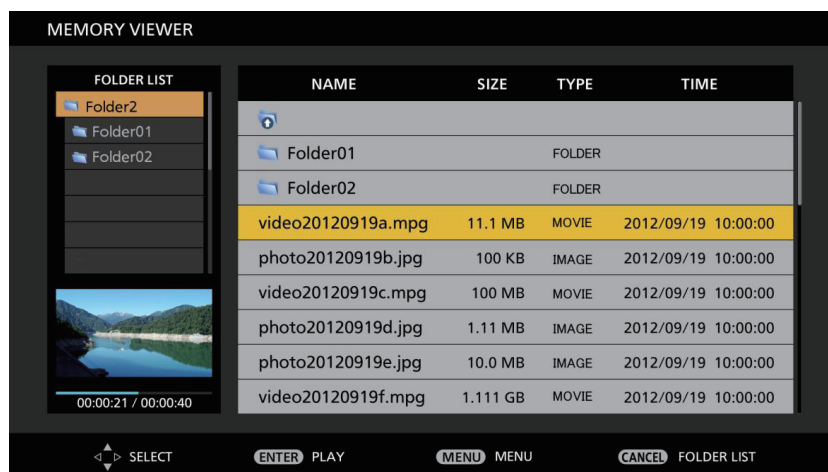 MEMORY VIEWER
FOLDER LIST
Folder2
Folder01
Folder02
00:00:21 / 00:00:40
NAME SIZE TYPE TIME
Folder01 FOLDER
Folder02 FOLDER
video20120919a.mpg 11.1 MB MOVIE 2012/09/19 10:00:00
photo20120919b.jpg 100 KB IMAGE 2012/09/19 10:00:00
video20120919c.mpg 100 MB MOVIE 2012/09/19 10:00:00
photo20120919d.jpg 1.11 MB IMAGE 2012/09/19 10:00:00
photo20120919e.jpg 10.0 MB IMAGE 2012/09/19 10:00:00
video20120919f.mpg 1.111 GB MOVIE 2012/09/19 10:00:00
SELECT ENTER PLAY MENU MENU CANCEL FOLDER LIST